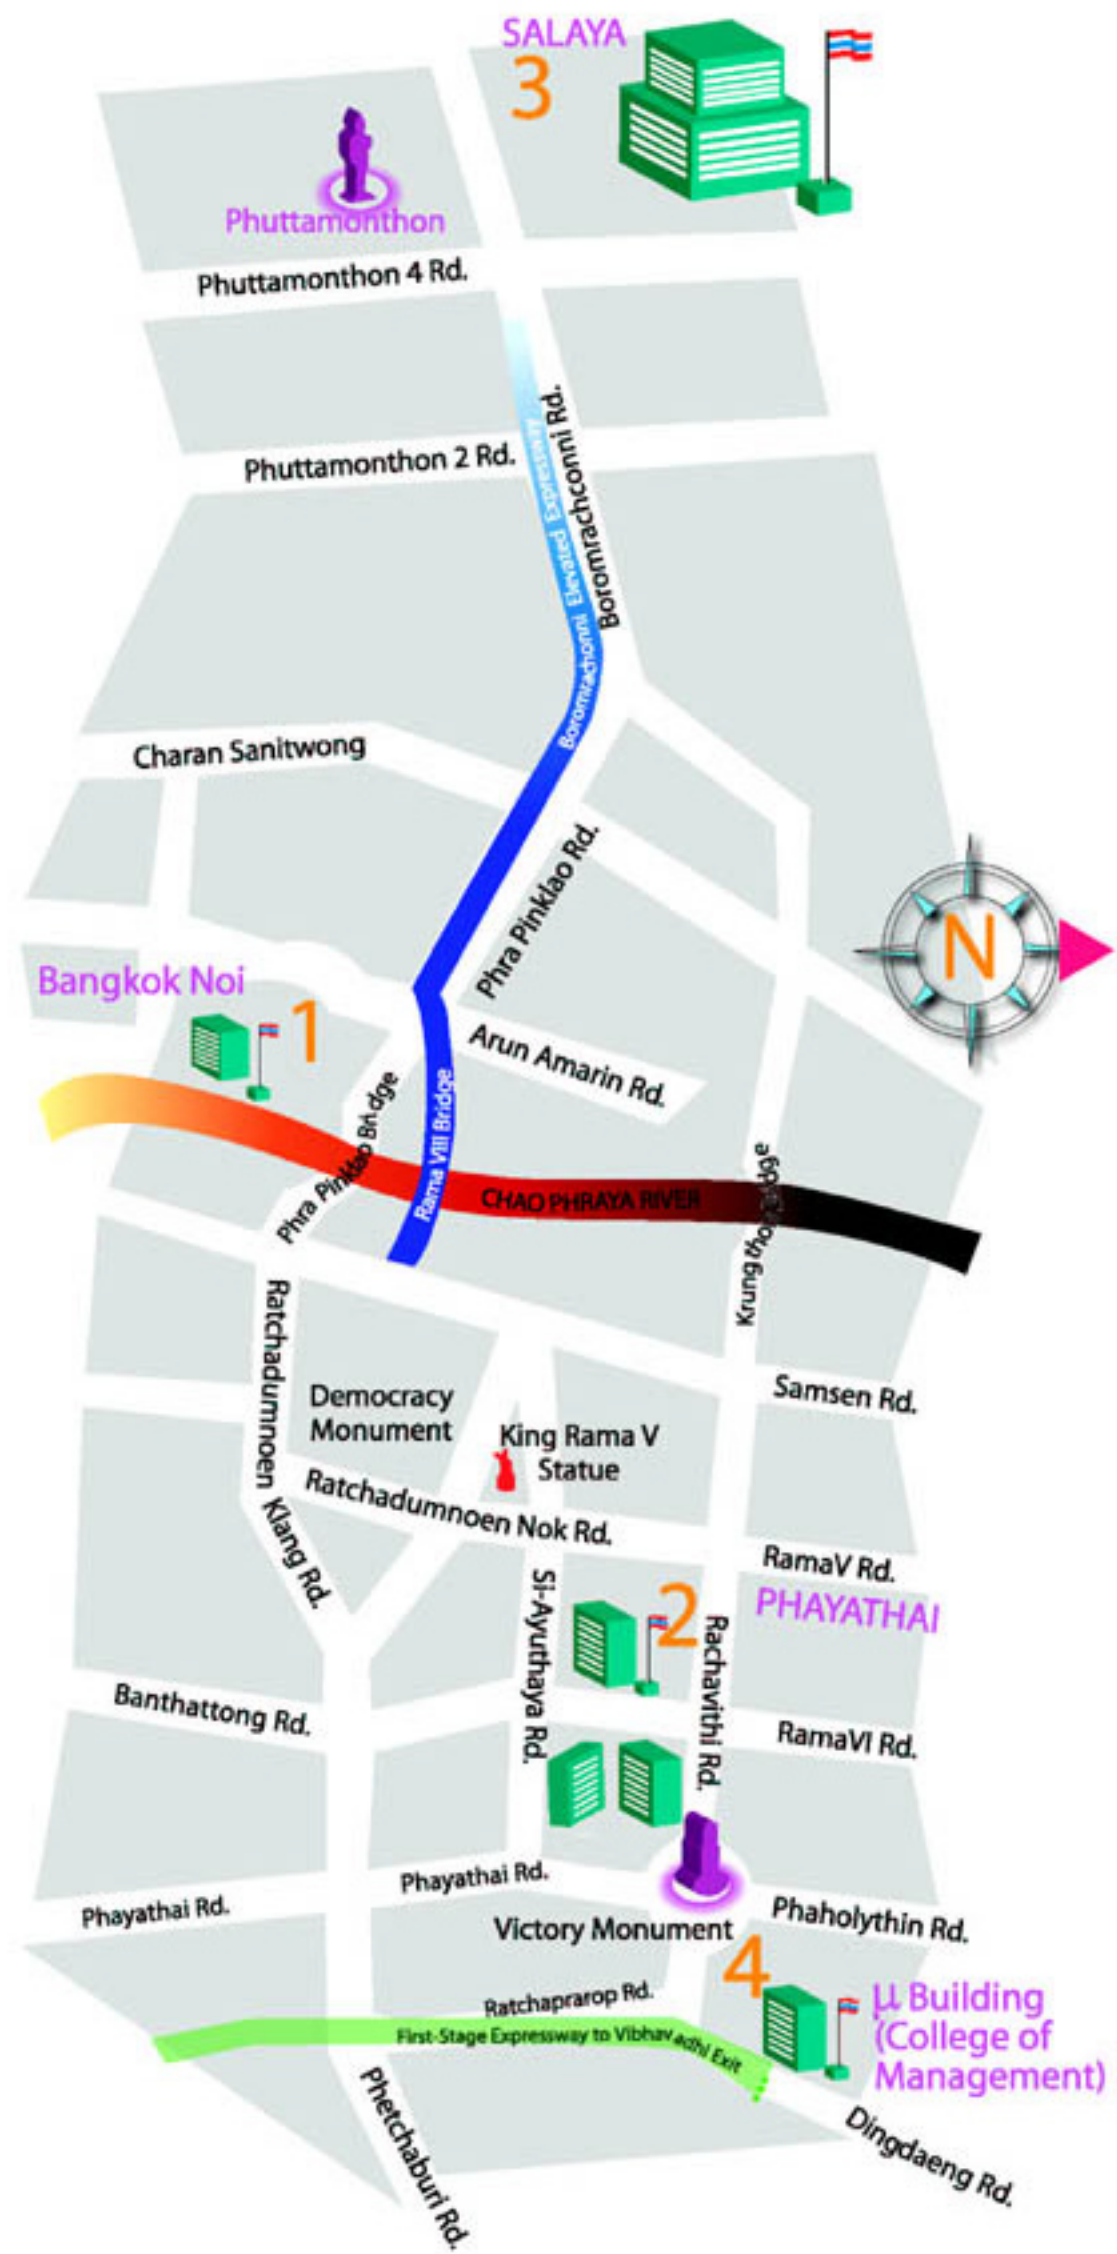 SALAYA
3
Phuttamonthon
Phuttamonthon 4 Rd.
Boromrachconni Rd.
Boromrachonni Elevated Expressway
Phuttamonthon 2 Rd.
Charan Sanitwong
Phra Pinklao Rd.
N
Bangkok Noi
1
Arun Amarin Rd.
Phra Pinklao Bridge
Rama VIII Bridge
CHAO PHRAYA RIVER
Krungthon Bridge
Ratchadumnoen Klang Rd.
Democracy
Monument
King Rama V
Statue
Samsen Rd.
Ratchadumnoen Nok Rd.
RamaV Rd.
PHAYATHAI
2
Si-Ayuthaya Rd.
Rachavithi Rd.
Banthattong Rd.
RamaVI Rd.
Phayathai Rd.
Phayathai Rd.
Victory Monument
Phaholythin Rd.
4
µ Building
(College of
Management)
Ratchaprarop Rd.
First-Stage Expressway to Vibhavadhi Exit
Phetchaburi Rd.
Dingdaeng Rd.